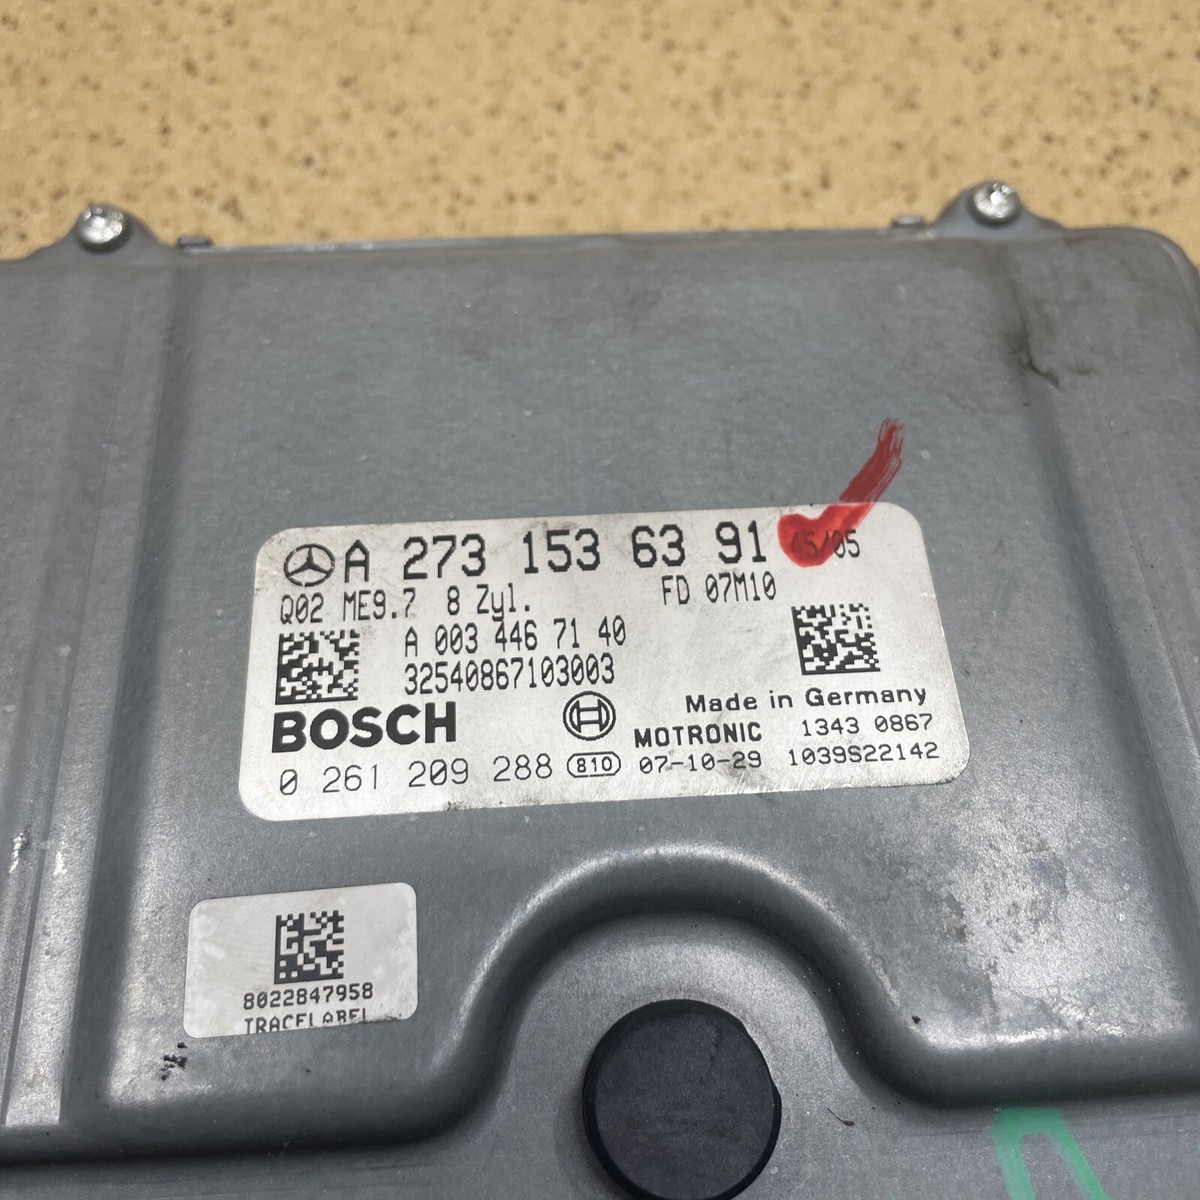 A 273 153 63 91 45/05
Q02 ME9.7 8 Zyl. FD 07M10
A 003 446 71 40
32540867103003
BOSCH
Made in Germany
MOTRONIC 1343 0867
0 261 209 288 810 07-10-29 1039S22142
8022847958
TRACELABEL